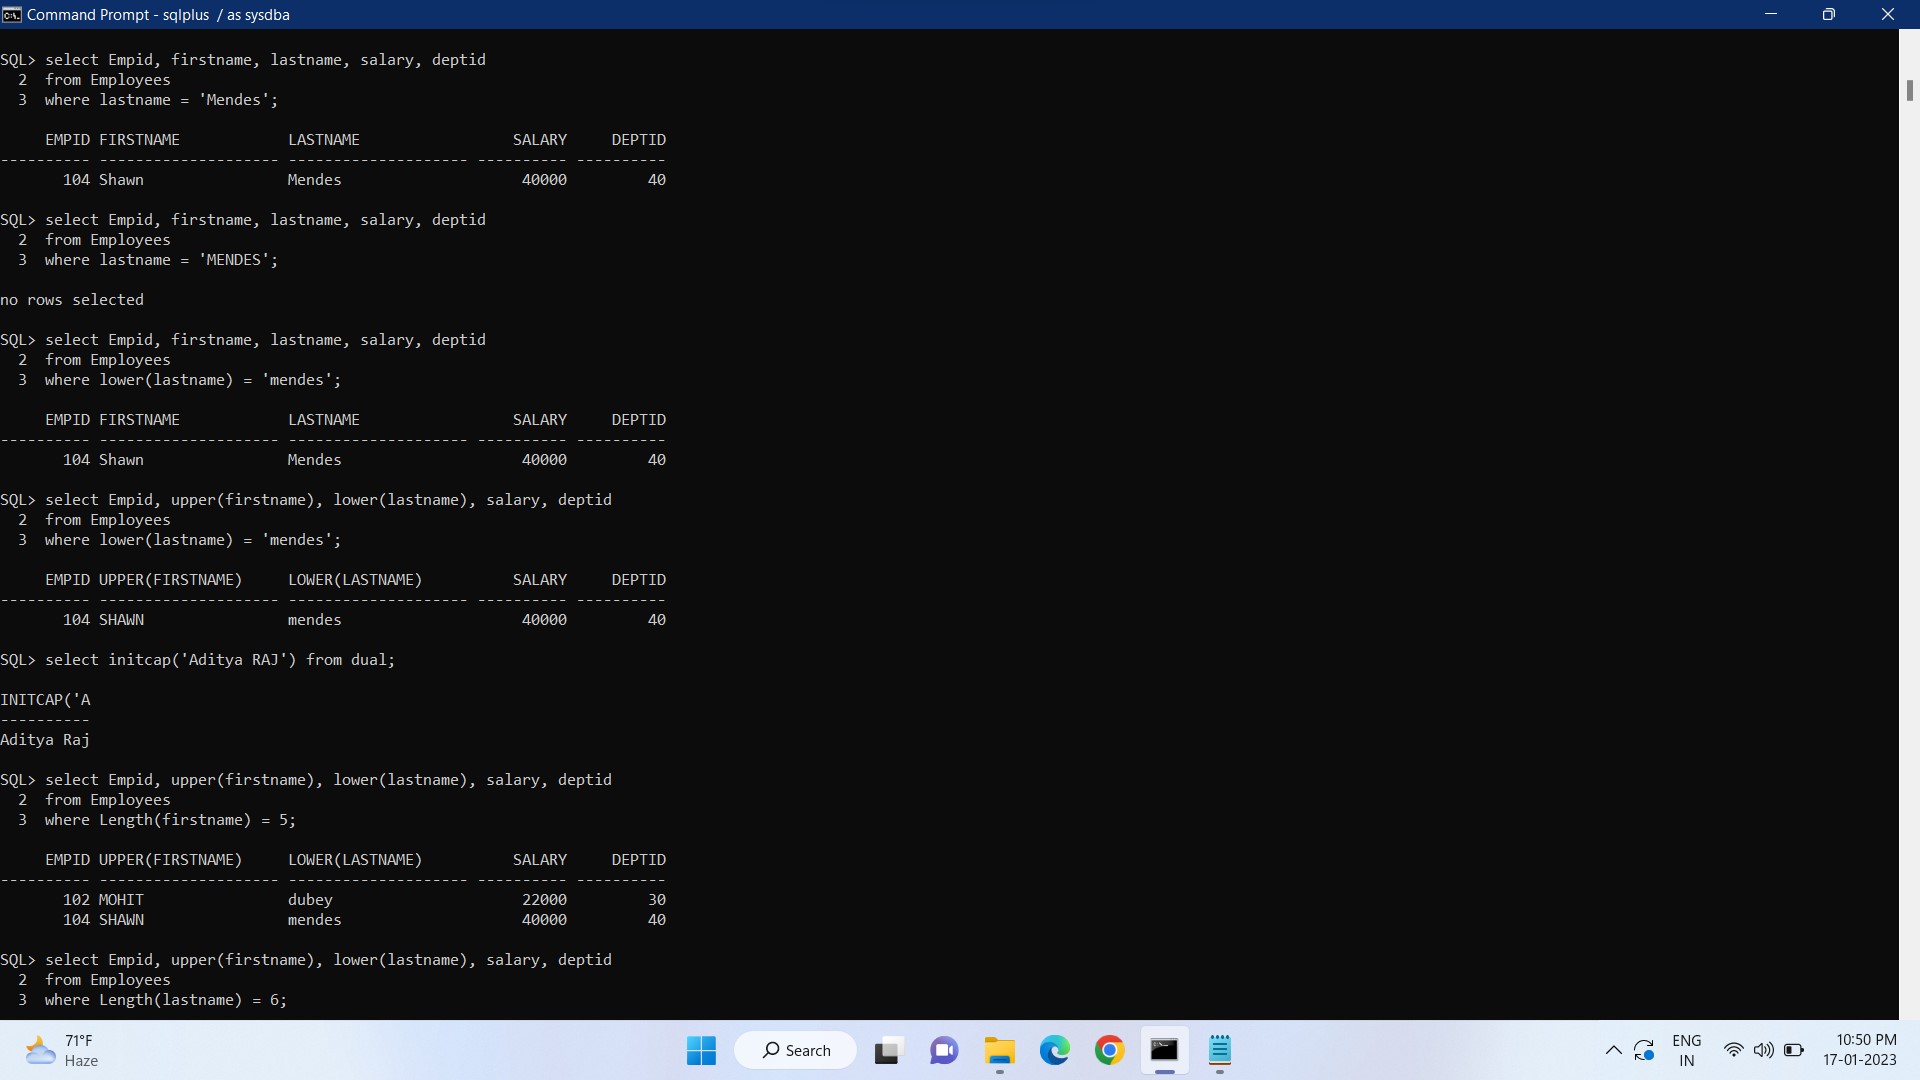 Command Prompt - sqlplus  / as sysdba
SQL> select Empid, firstname, lastname, salary, deptid
  2  from Employees
  3  where lastname = 'Mendes';
     EMPID FIRSTNAME            LASTNAME                 SALARY     DEPTID
---------- -------------------- -------------------- ---------- ----------
       104 Shawn                Mendes                    40000         40
SQL> select Empid, firstname, lastname, salary, deptid
  2  from Employees
  3  where lastname = 'MENDES';
no rows selected
SQL> select Empid, firstname, lastname, salary, deptid
  2  from Employees
  3  where lower(lastname) = 'mendes';
     EMPID FIRSTNAME            LASTNAME                 SALARY     DEPTID
---------- -------------------- -------------------- ---------- ----------
       104 Shawn                Mendes                    40000         40
SQL> select Empid, upper(firstname), lower(lastname), salary, deptid
  2  from Employees
  3  where lower(lastname) = 'mendes';
     EMPID UPPER(FIRSTNAME)     LOWER(LASTNAME)          SALARY     DEPTID
---------- -------------------- -------------------- ---------- ----------
       104 SHAWN                mendes                    40000         40
SQL> select initcap('Aditya RAJ') from dual;
INITCAP('A
----------
Aditya Raj
SQL> select Empid, upper(firstname), lower(lastname), salary, deptid
  2  from Employees
  3  where Length(firstname) = 5;
     EMPID UPPER(FIRSTNAME)     LOWER(LASTNAME)          SALARY     DEPTID
---------- -------------------- -------------------- ---------- ----------
       102 MOHIT                dubey                     22000         30
       104 SHAWN                mendes                    40000         40
SQL> select Empid, upper(firstname), lower(lastname), salary, deptid
  2  from Employees
  3  where Length(lastname) = 6;
71°F
Haze
Search
ENG
IN
10:50 PM
17-01-2023